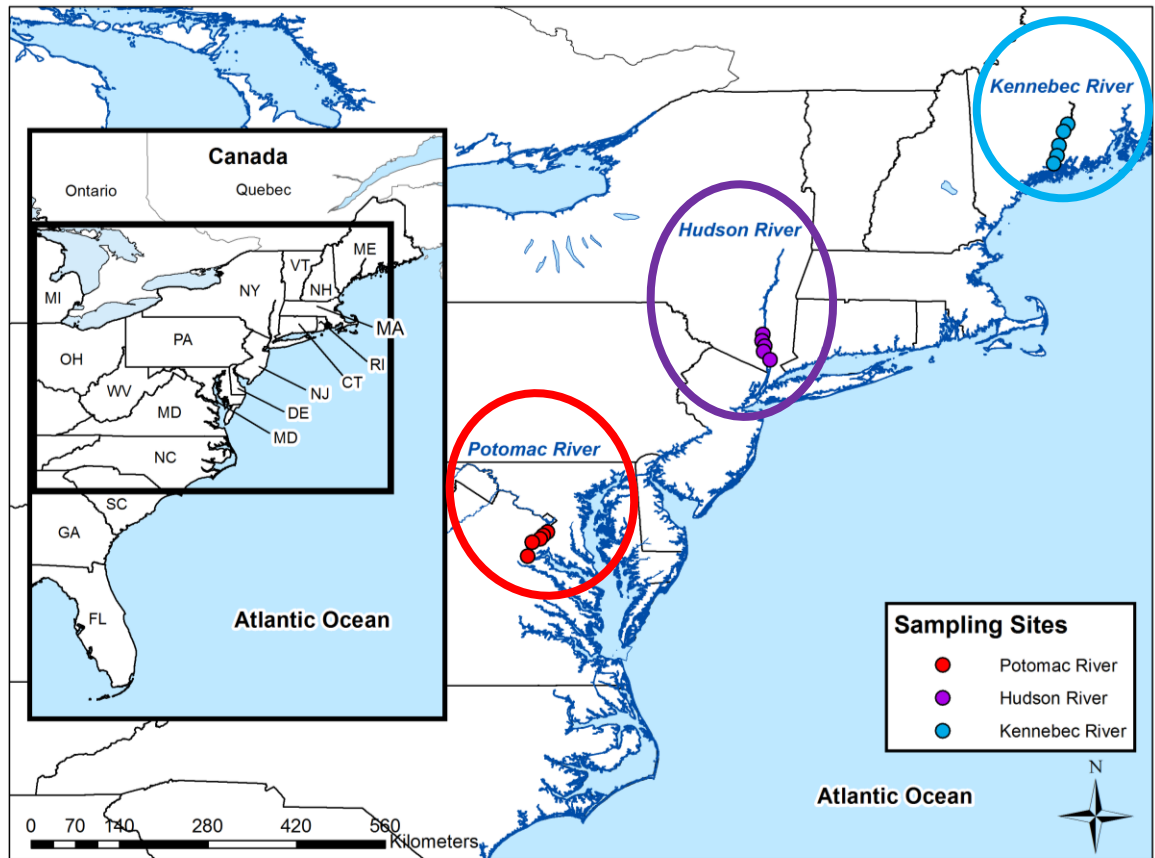 Kennebec River
Canada
Ontario
Quebec
ME
VT
NH
NY
MI
MA
PA
OH
RI
CT
WV
NJ
DE
MD
MD
NC
SC
GA
FL
Atlantic Ocean
Hudson River
Potomac River
Sampling Sites
Potomac River
Hudson River
Kennebec River
N
Atlantic Ocean
0 70 140 280 420 560
Kilometers